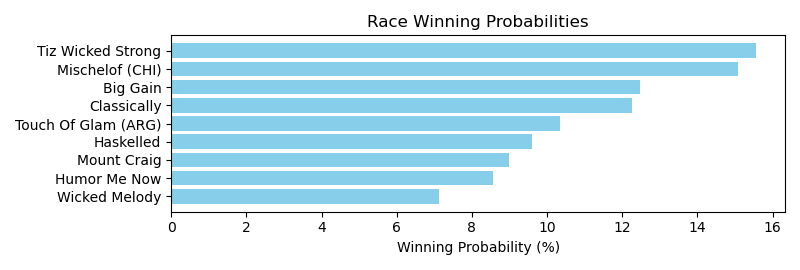 Race Winning Probabilities
Tiz Wicked Strong
Mischelof (CHI)
Big Gain
Classically
Touch Of Glam (ARG)
Haskelled
Mount Craig
Humor Me Now
Wicked Melody
0 2 4 6 8 10 12 14 16
Winning Probability (%)